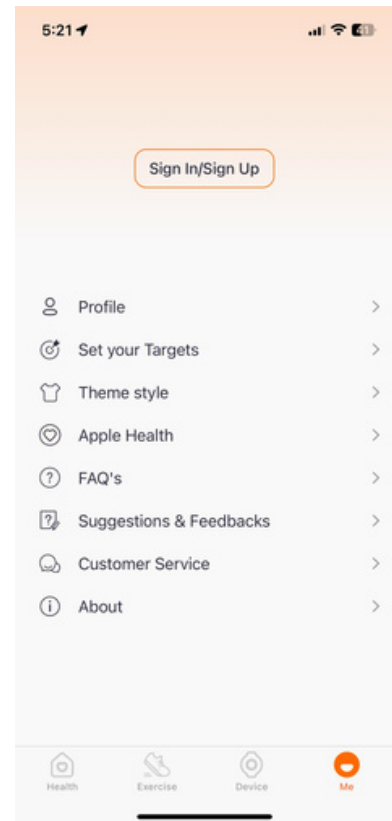 5:21
41
Sign In/Sign Up
Profile
Set your Targets
Theme style
Apple Health
FAQ's
Suggestions & Feedbacks
Customer Service
About
Health Exercise Device Me